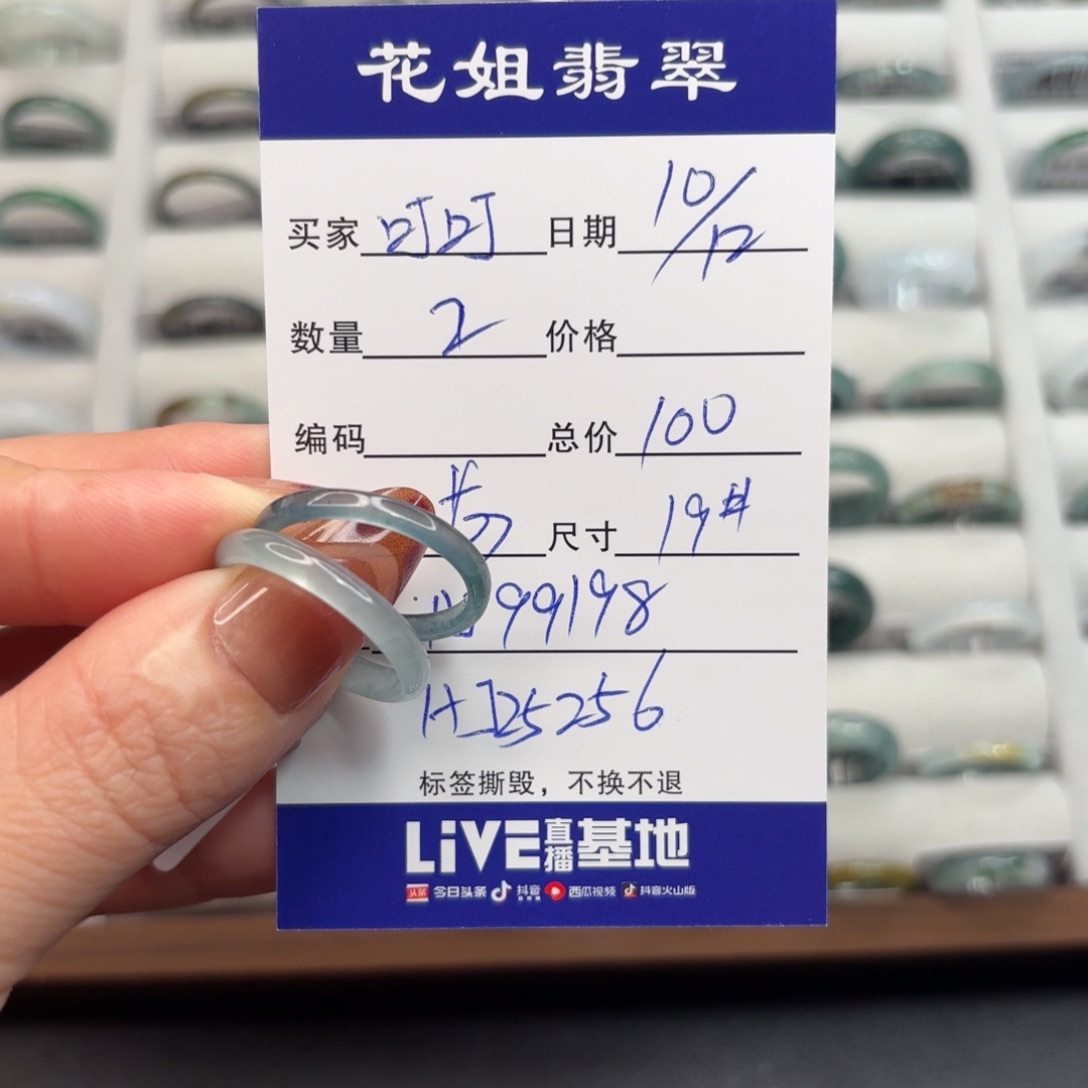 花姐翡翠
买家 叮叮 日期 10/12
数量 2 价格
编码 总价 100
尺寸 19#
99198
25256
标签撕毁，不换不退
LiVE直播基地
头条 今日头条 抖音 西瓜视频 抖音火山版